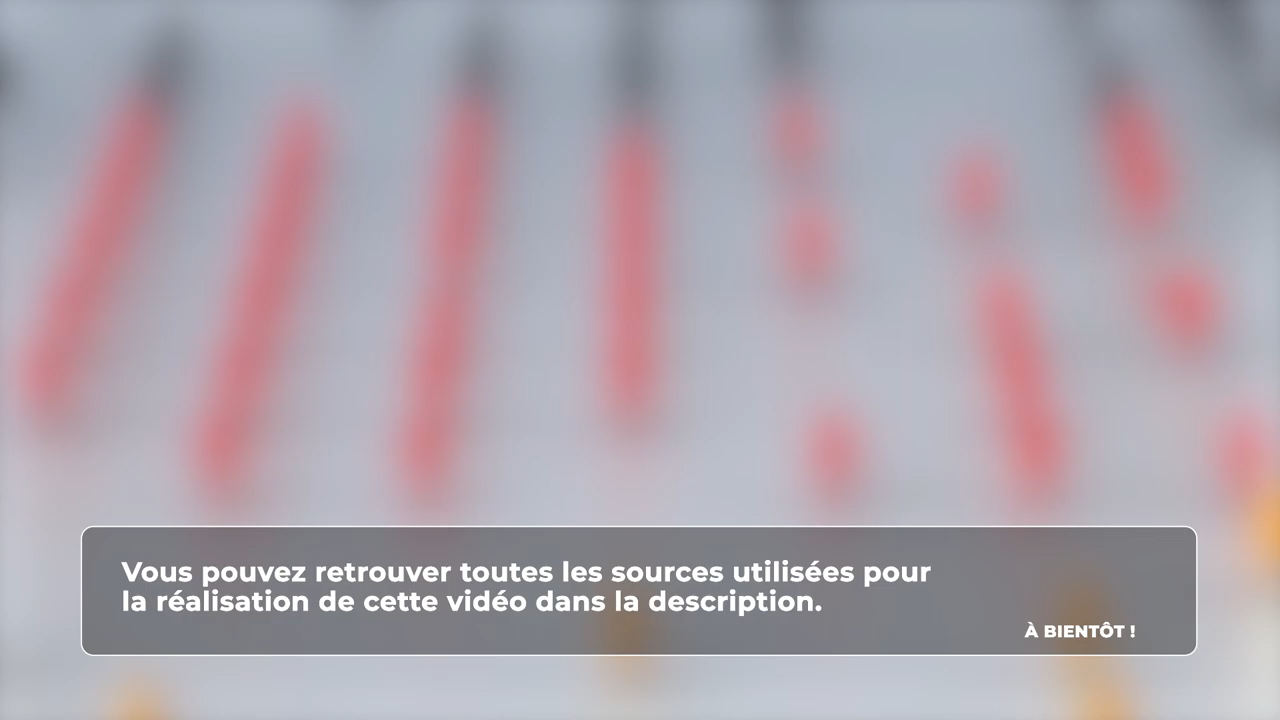 Vous pouvez retrouver toutes les sources utilisées pour
la réalisation de cette vidéo dans la description.
À BIENTÔT !